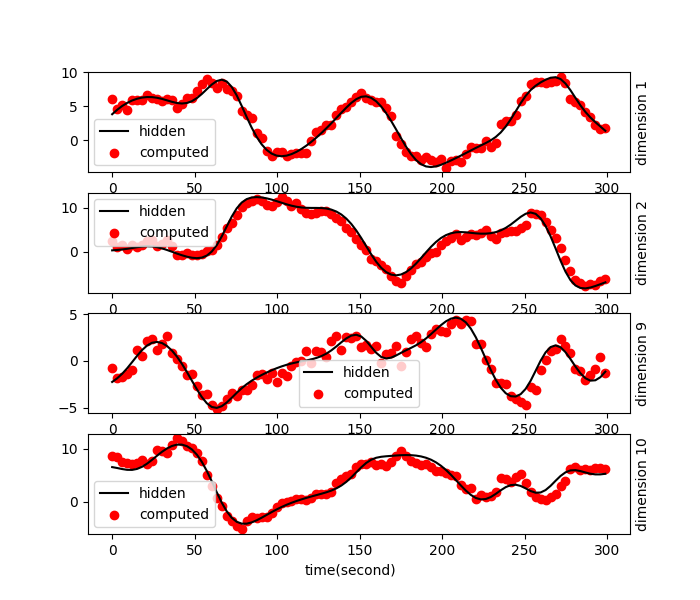 10
5
0
hidden
computed
dimension 1
0 50 100 150 200 250 300
10
0
hidden
computed
dimension 2
0 50 100 150 200 250 300
5
0
−5
hidden
computed
dimension 9
0 50 100 150 200 250 300
10
0
hidden
computed
dimension 10
0 50 100 150 200 250 300
time(second)